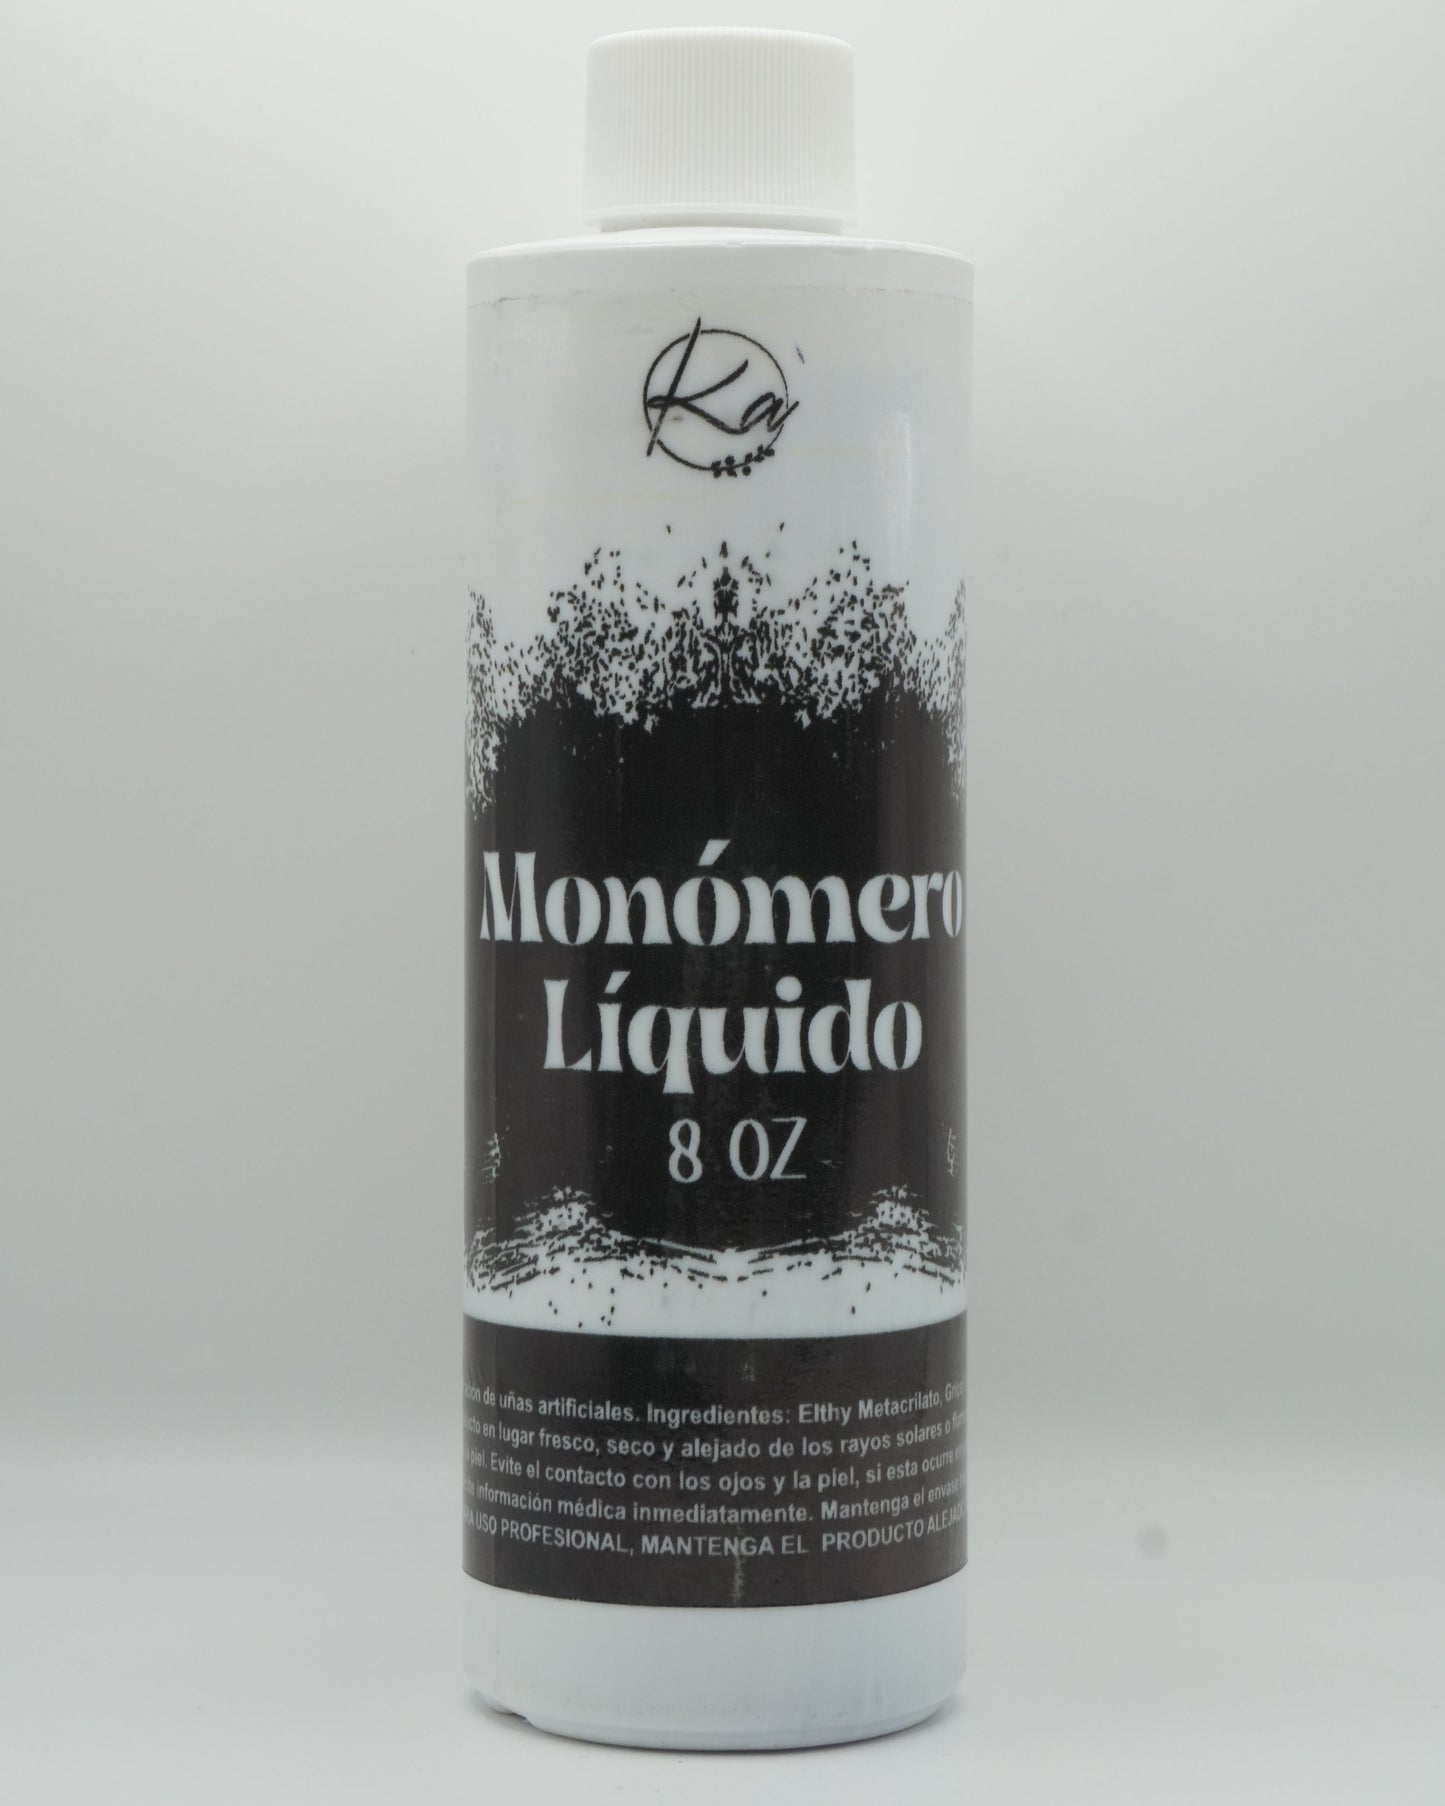 Ka
Monómero
Líquido
8 OZ
de uñas artificiales. Ingredientes: Elthy Metacrilato,
en lugar fresco, seco y alejado de los rayos solares o
piel. Evite el contacto con los ojos y la piel, si esta ocurre
información médica inmediatamente. Mantenga el envase
USO PROFESIONAL, MANTENGA EL PRODUCTO ALEJADO